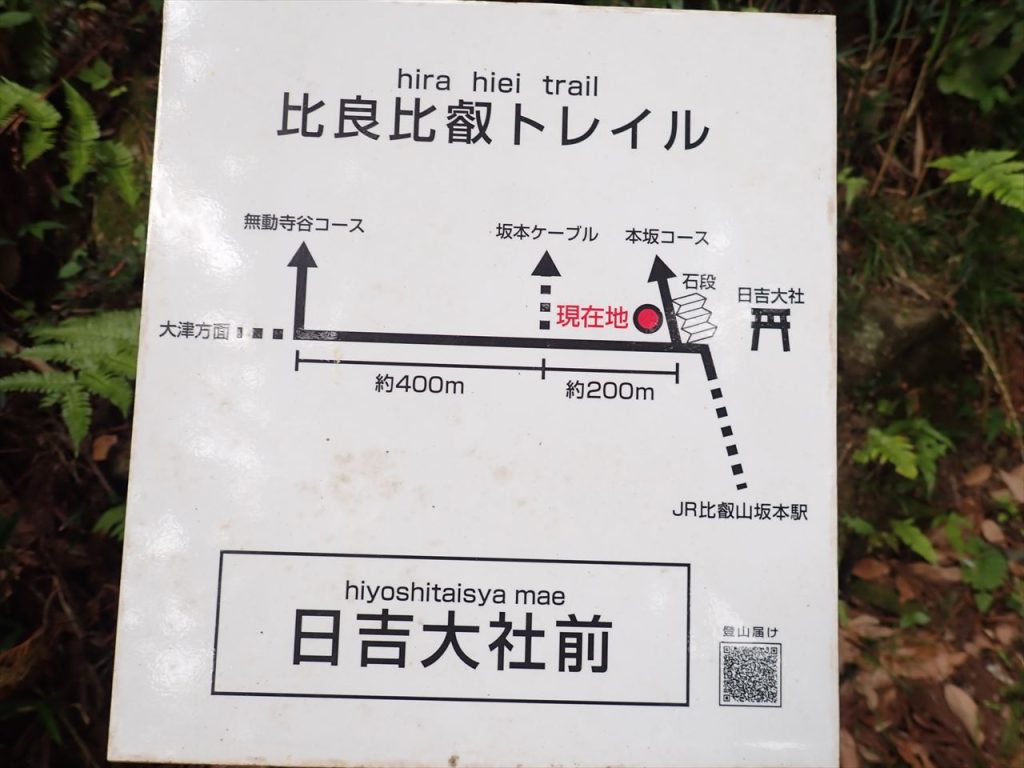 hira hiei trail
比良比叡トレイル
無動寺谷コース
坂本ケーブル
本坂コース
石段
日吉大社
現在地
大津方面
約400m
約200m
JR比叡山坂本駅
hiyoshitaisya mae
日吉大社前
登山届け